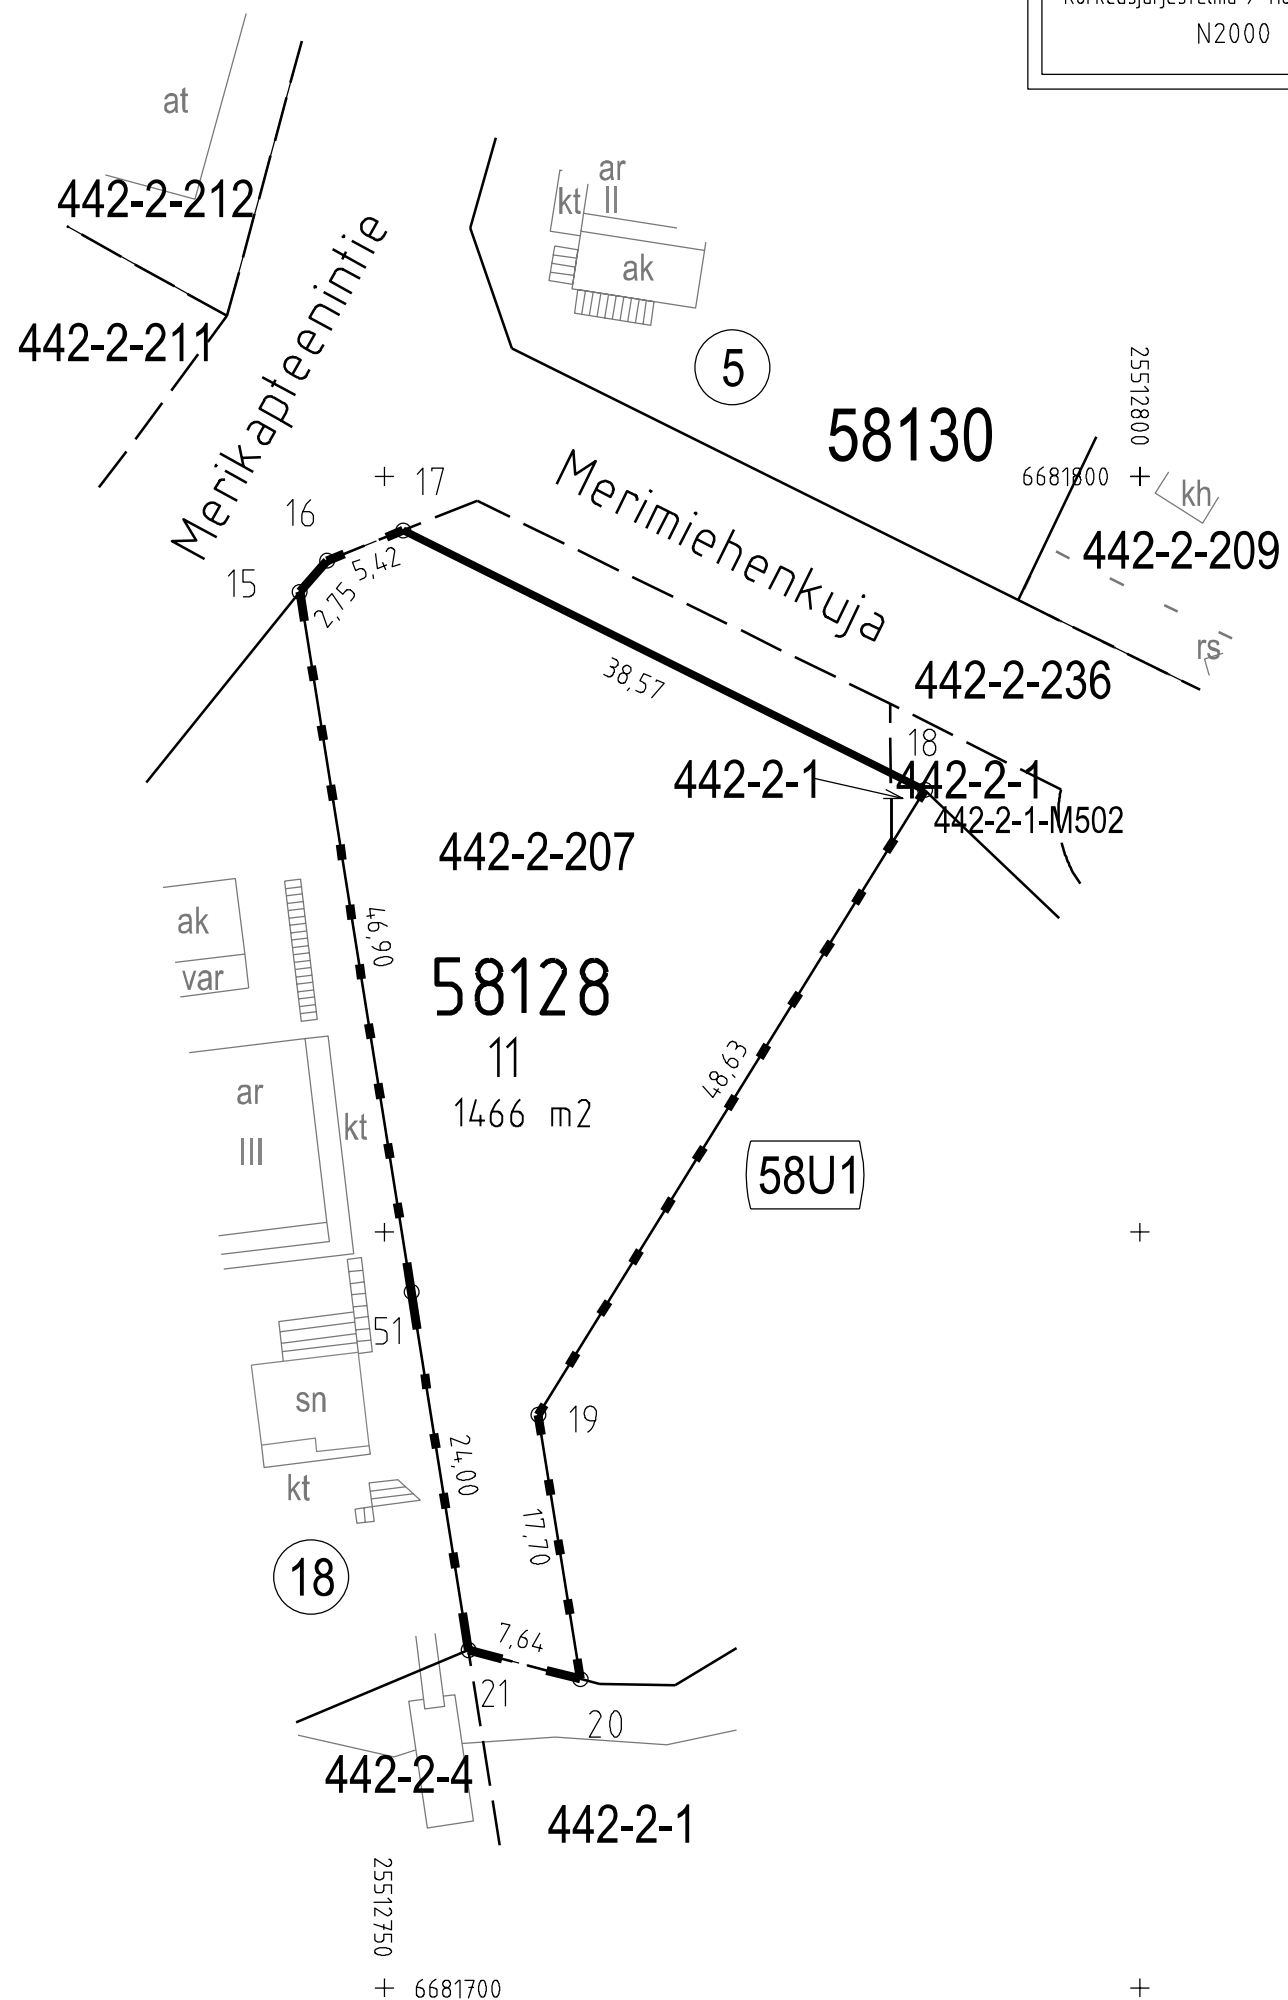 N2000
at
442-2-212
ar
kt II
ak
Merikapteenintie
442-2-211
5
25512800
58130
6681800
17
kh
16
Merimiehenkuja
442-2-209
5,42
15
2,75
rs
38,57
442-2-236
18
442-2-1
442-2-1
442-2-1-M502
442-2-207
ak
46,90
var
58128
11
48,63
ar
1466 m2
kt
III
58U1
51
sn
19
24,00
kt
17,70
18
7,64
21
20
442-2-4
442-2-1
25512750
6681700